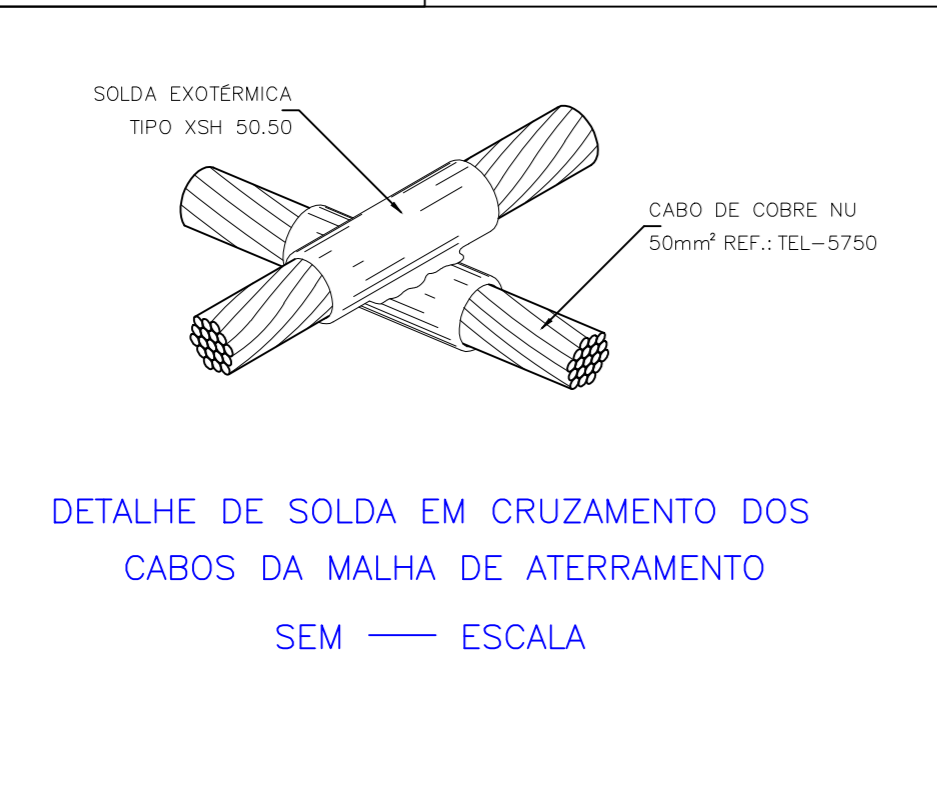 SOLDA EXOTÉRMICA
TIPO XSH 50.50
CABO DE COBRE NU
50mm² REF.: TEL-5750
DETALHE DE SOLDA EM CRUZAMENTO DOS
CABOS DA MALHA DE ATERRAMENTO
SEM — ESCALA